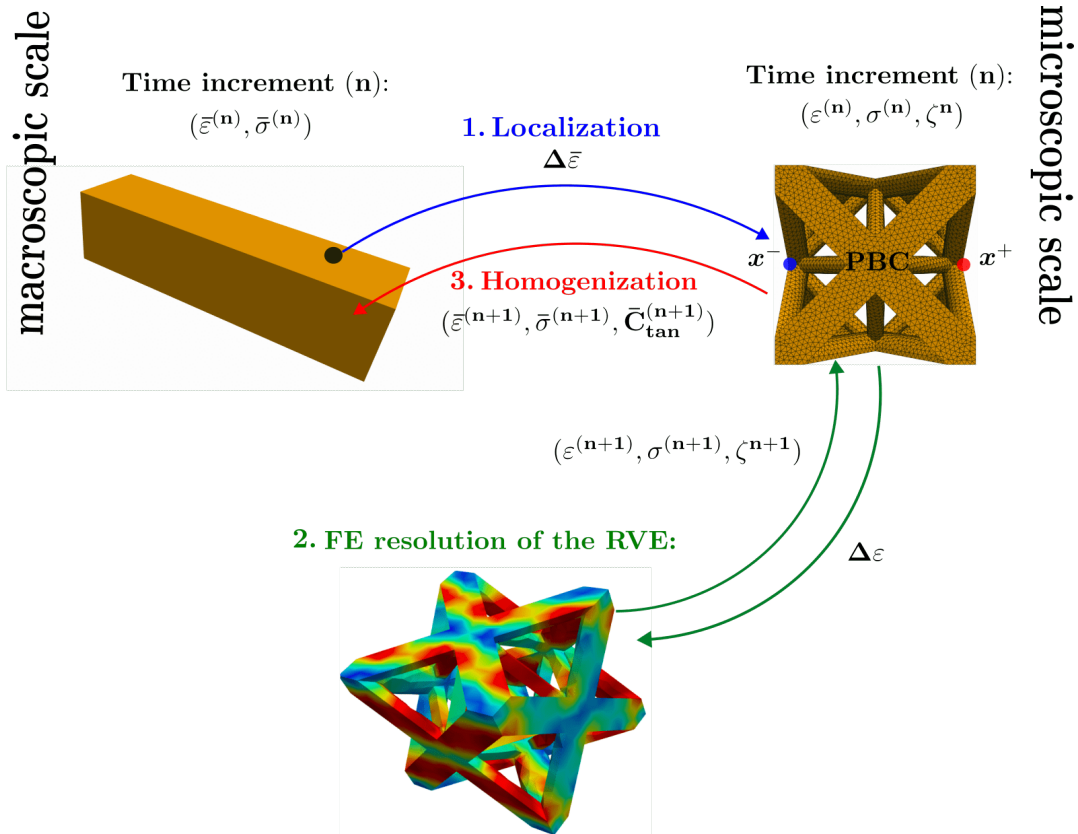 macroscopic scale
Time increment (n):
(ε̄⁽ⁿ⁾, σ̄⁽ⁿ⁾)
1. Localization
Δε̄
Time increment (n):
(ε⁽ⁿ⁾, σ⁽ⁿ⁾, ζⁿ)
microscopic scale
x⁻
PBC
x⁺
3. Homogenization
(ε̄⁽ⁿ⁺¹⁾, σ̄⁽ⁿ⁺¹⁾, C̄ₜₐₙ⁽ⁿ⁺¹⁾)
(ε⁽ⁿ⁺¹⁾, σ⁽ⁿ⁺¹⁾, ζⁿ⁺¹)
2. FE resolution of the RVE:
Δε